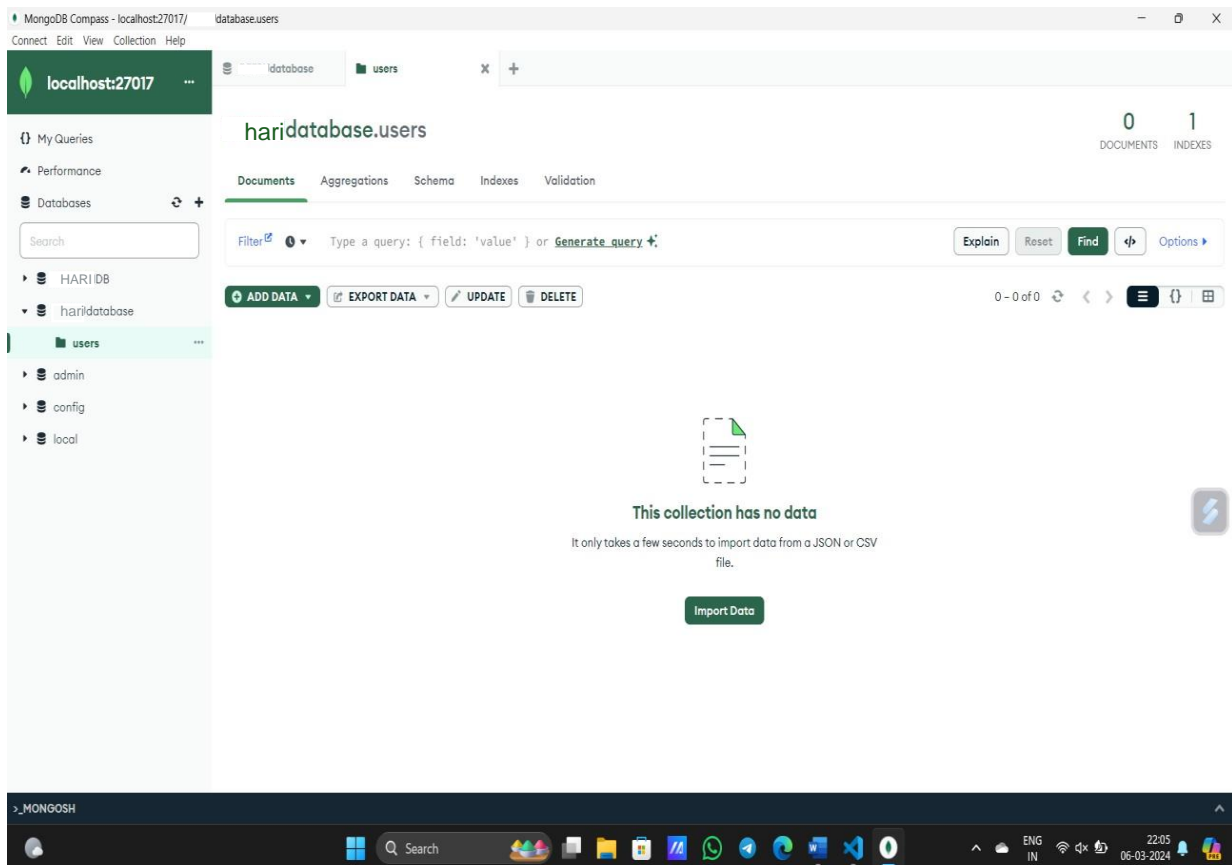 MongoDB Compass - localhost:27017/ database.users
Connect Edit View Collection Help
localhost:27017 ...
database users
{} My Queries
Performance
Databases
Search
HARI DB
haridatabase
users
admin
config
local
haridatabase.users
0 1
DOCUMENTS INDEXES
Documents Aggregations Schema Indexes Validation
Filter Type a query: { field: 'value' } or Generate query
Explain Reset Find </> Options
ADD DATA EXPORT DATA UPDATE DELETE
0 – 0 of 0 {}
This collection has no data
It only takes a few seconds to import data from a JSON or CSV
file.
Import Data
>_MONGOSH
Search
ENG
IN
22:05
06-03-2024